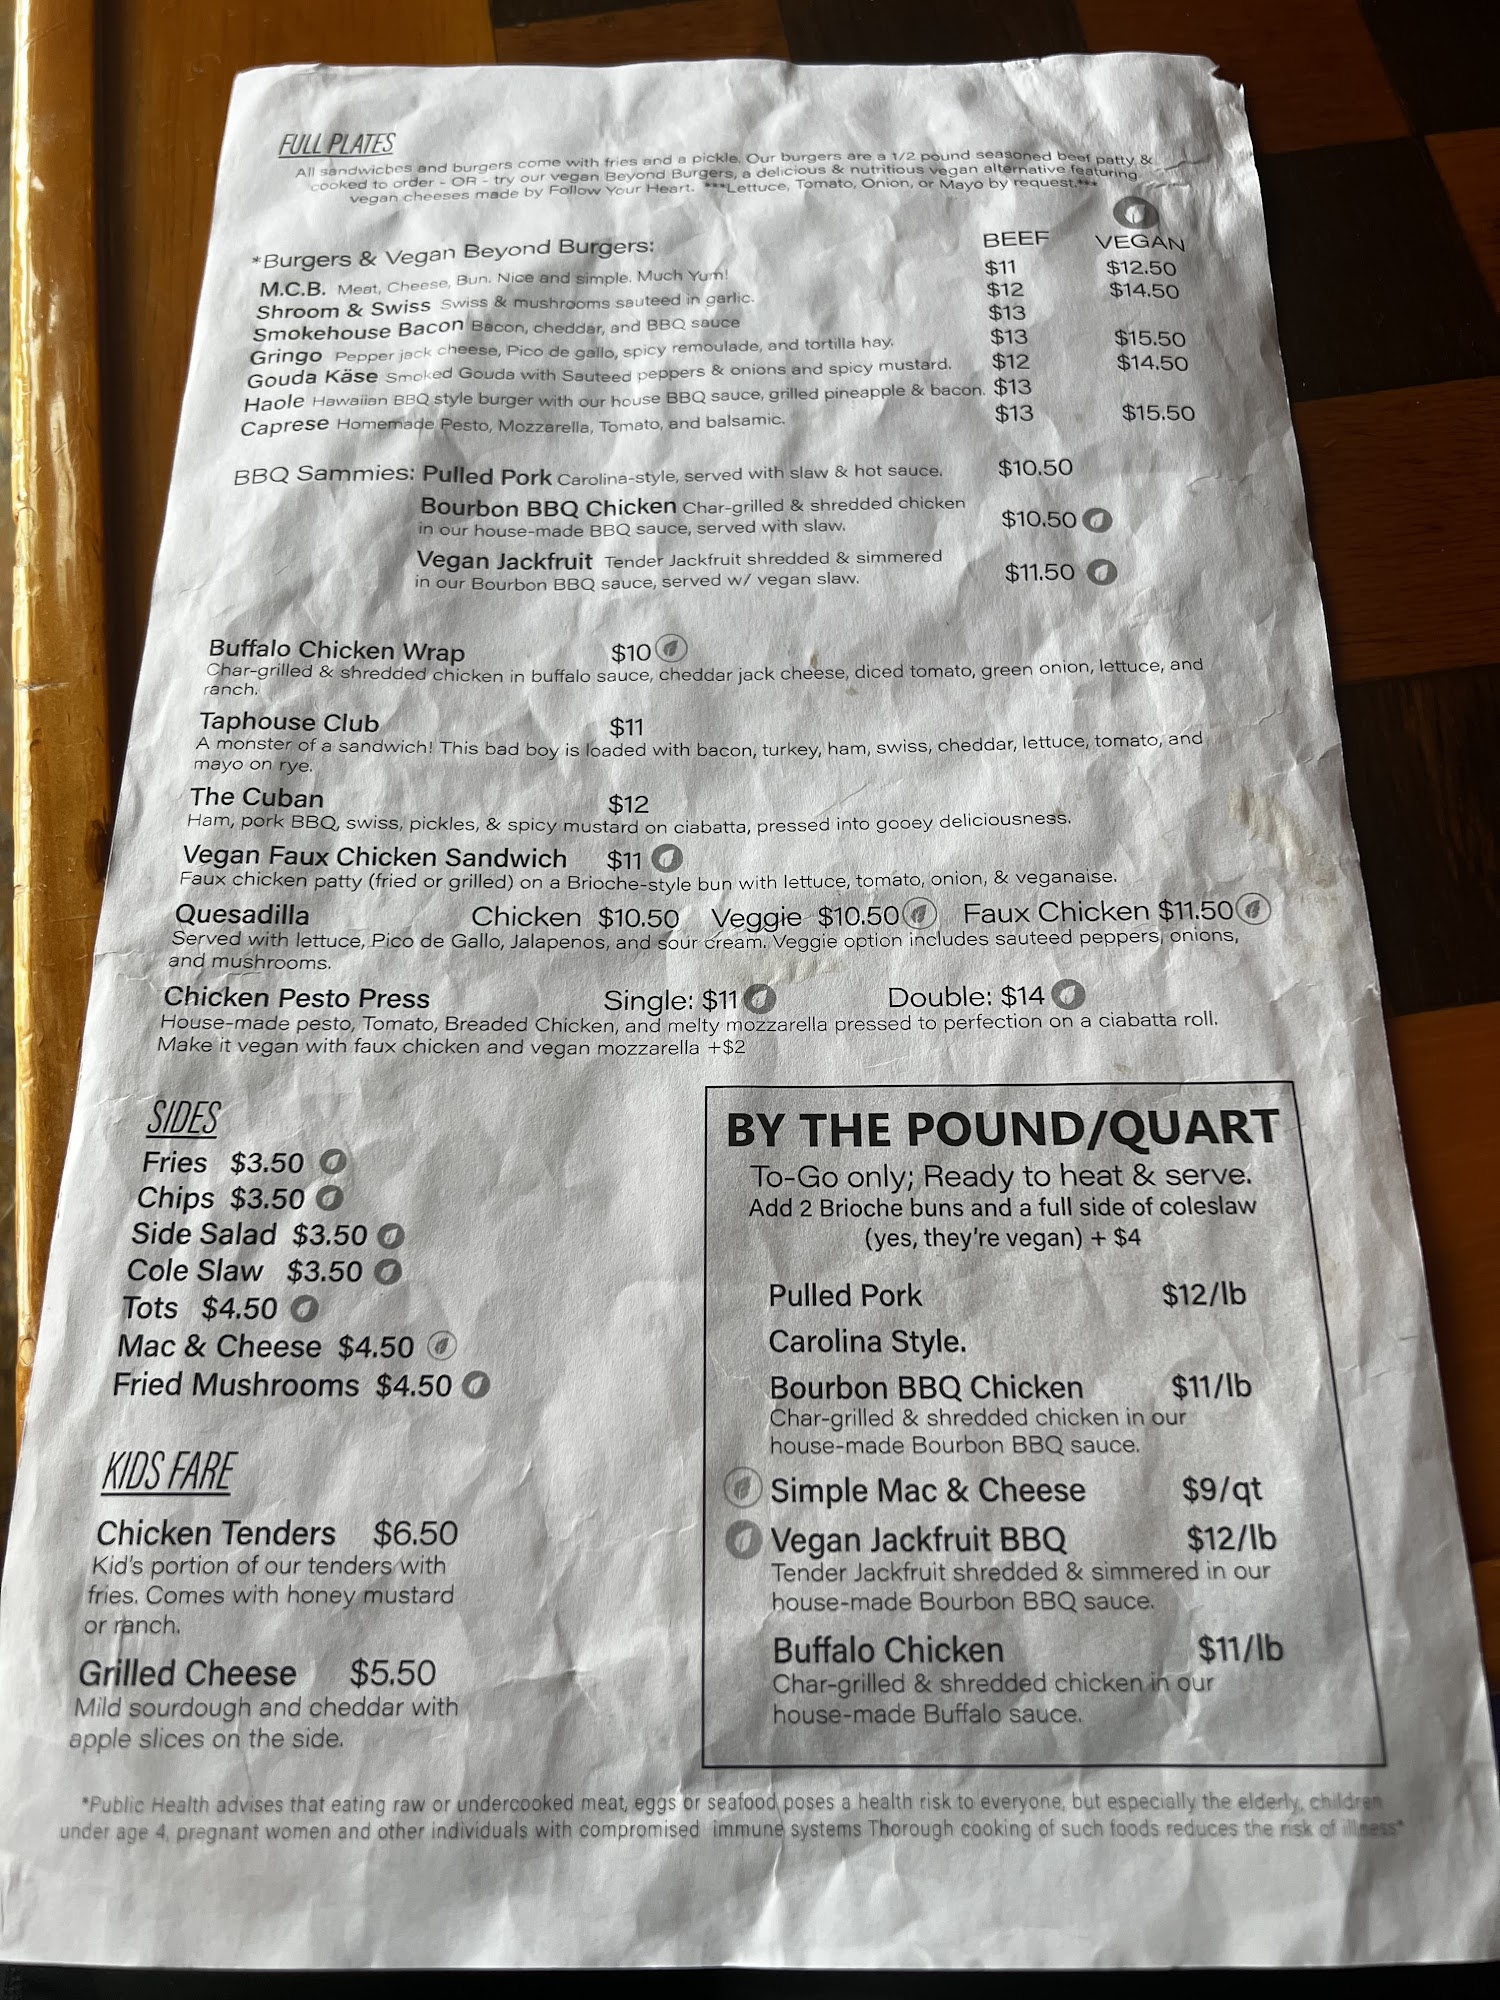 FULL PLATES
All sandwiches and burgers come with fries and a pickle. Our burgers are a 1/2 pound seasoned beef patty &
cooked to order - OR - try our vegan Beyond Burgers, a delicious & nutritious vegan alternative featuring
vegan cheeses made by Follow Your Heart. ***Lettuce, Tomato, Onion, or Mayo by request.***
*Burgers & Vegan Beyond Burgers: BEEF VEGAN
M.C.B. Meat, Cheese, Bun. Nice and simple. Much Yum! $11 $12.50
Shroom & Swiss Swiss & mushrooms sauteed in garlic. $12 $14.50
Smokehouse Bacon Bacon, cheddar, and BBQ sauce $13
Gringo Pepper jack cheese, Pico de gallo, spicy remoulade, and tortilla hay. $13 $15.50
Gouda Käse Smoked Gouda with Sauteed peppers & onions and spicy mustard. $12 $14.50
Haole Hawaiian BBQ style burger with our house BBQ sauce, grilled pineapple & bacon. $13
Caprese Homemade Pesto, Mozzarella, Tomato, and balsamic. $13 $15.50
BBQ Sammies: Pulled Pork Carolina-style, served with slaw & hot sauce. $10.50
Bourbon BBQ Chicken Char-grilled & shredded chicken
in our house-made BBQ sauce, served with slaw. $10.50
Vegan Jackfruit Tender Jackfruit shredded & simmered
in our Bourbon BBQ sauce, served w/ vegan slaw. $11.50
Buffalo Chicken Wrap $10
Char-grilled & shredded chicken in buffalo sauce, cheddar jack cheese, diced tomato, green onion, lettuce, and
ranch.
Taphouse Club $11
A monster of a sandwich! This bad boy is loaded with bacon, turkey, ham, swiss, cheddar, lettuce, tomato, and
mayo on rye.
The Cuban $12
Ham, pork BBQ, swiss, pickles, & spicy mustard on ciabatta, pressed into gooey deliciousness.
Vegan Faux Chicken Sandwich $11
Faux chicken patty (fried or grilled) on a Brioche-style bun with lettuce, tomato, onion, & veganaise.
Quesadilla Chicken $10.50 Veggie $10.50 Faux Chicken $11.50
Served with lettuce, Pico de Gallo, Jalapenos, and sour cream. Veggie option includes sauteed peppers, onions,
and mushrooms.
Chicken Pesto Press Single: $11 Double: $14
House-made pesto, Tomato, Breaded Chicken, and melty mozzarella pressed to perfection on a ciabatta roll.
Make it vegan with faux chicken and vegan mozzarella +$2
SIDES
Fries $3.50
Chips $3.50
Side Salad $3.50
Cole Slaw $3.50
Tots $4.50
Mac & Cheese $4.50
Fried Mushrooms $4.50
KIDS FARE
Chicken Tenders $6.50
Kid's portion of our tenders with
fries. Comes with honey mustard
or ranch.
Grilled Cheese $5.50
Mild sourdough and cheddar with
apple slices on the side.
BY THE POUND/QUART
To-Go only; Ready to heat & serve.
Add 2 Brioche buns and a full side of coleslaw
(yes, they're vegan) + $4
Pulled Pork $12/lb
Carolina Style.
Bourbon BBQ Chicken $11/lb
Char-grilled & shredded chicken in our
house-made Bourbon BBQ sauce.
Simple Mac & Cheese $9/qt
Vegan Jackfruit BBQ $12/lb
Tender Jackfruit shredded & simmered in our
house-made Bourbon BBQ sauce.
Buffalo Chicken $11/lb
Char-grilled & shredded chicken in our
house-made Buffalo sauce.
*Public Health advises that eating raw or undercooked meat, eggs or seafood poses a health risk to everyone, but especially the elderly, children
under age 4, pregnant women and other individuals with compromised immune systems Thorough cooking of such foods reduces the risk of illness*